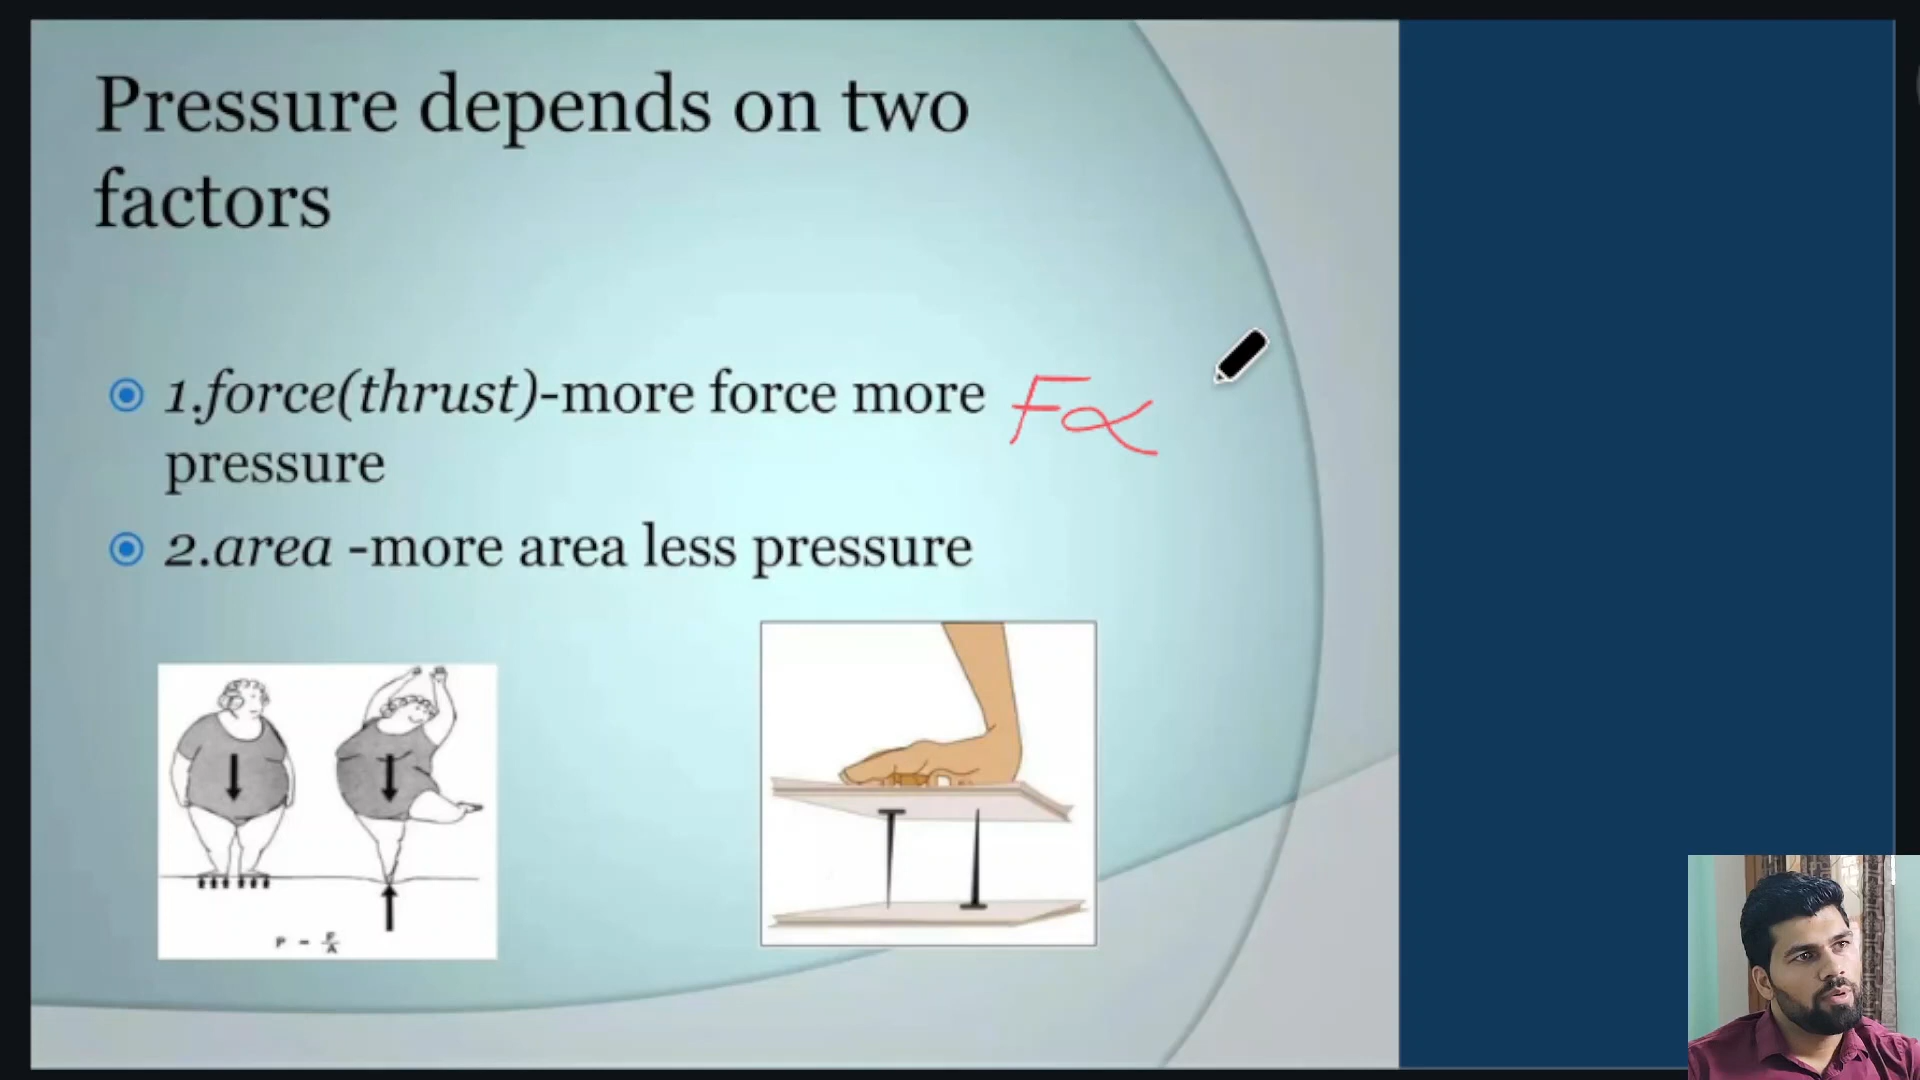 Pressure depends on two
factors
1.force(thrust)-more force more
pressure
F∝
2.area -more area less pressure
P = F/A